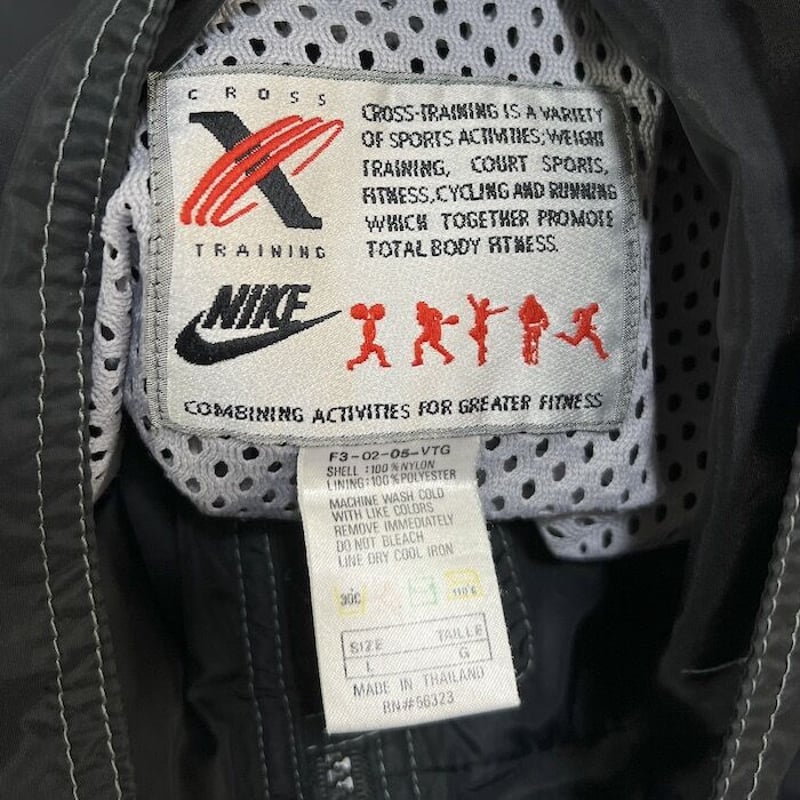 CROSS
TRAINING
CROSS-TRAINING IS A VARIETY
OF SPORTS ACTIVITIES; WEIGHT
TRAINING, COURT SPORTS,
FITNESS, CYCLING AND RUNNING
WHICH TOGETHER PROMOTE
TOTAL BODY FITNESS.
NIKE
COMBINING ACTIVITIES FOR GREATER FITNESS
F3-02-05-VTG
SHELL : 100% NYLON
LINING : 100% POLYESTER
MACHINE WASH COLD
WITH LIKE COLORS
REMOVE IMMEDIATELY
DO NOT BLEACH
LINE DRY COOL IRON
30C 110C
SIZE TAILLE
L G
MADE IN THAILAND
RN#56323